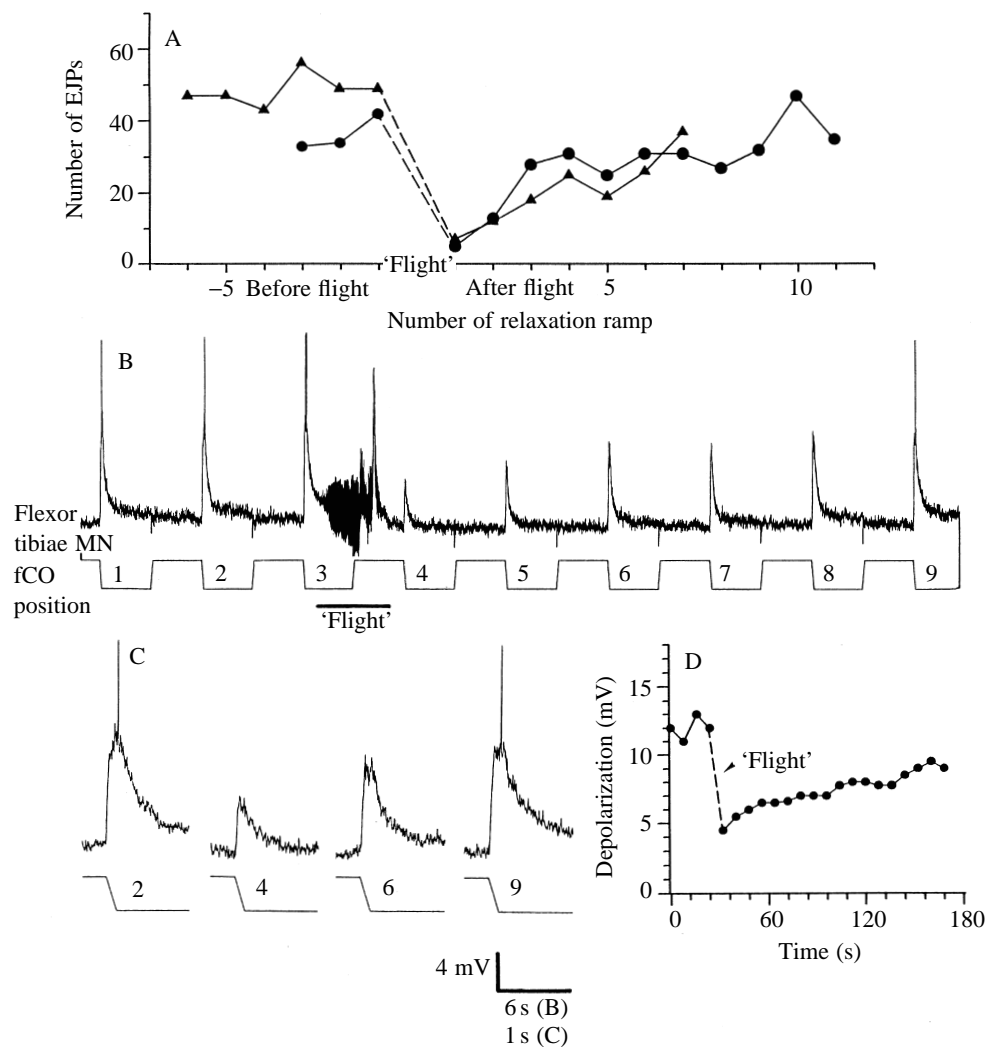 A
Number of EJPs
60
40
20
0
'Flight'
−5 Before flight After flight 5 10
Number of relaxation ramp
B
Flexor
tibiae MN
fCO
position
1 2 3 4 5 6 7 8 9
'Flight'
C
2 4 6 9
4 mV
6 s (B)
1 s (C)
D
Depolarization (mV)
15
10
5
0
'Flight'
0 60 120 180
Time (s)